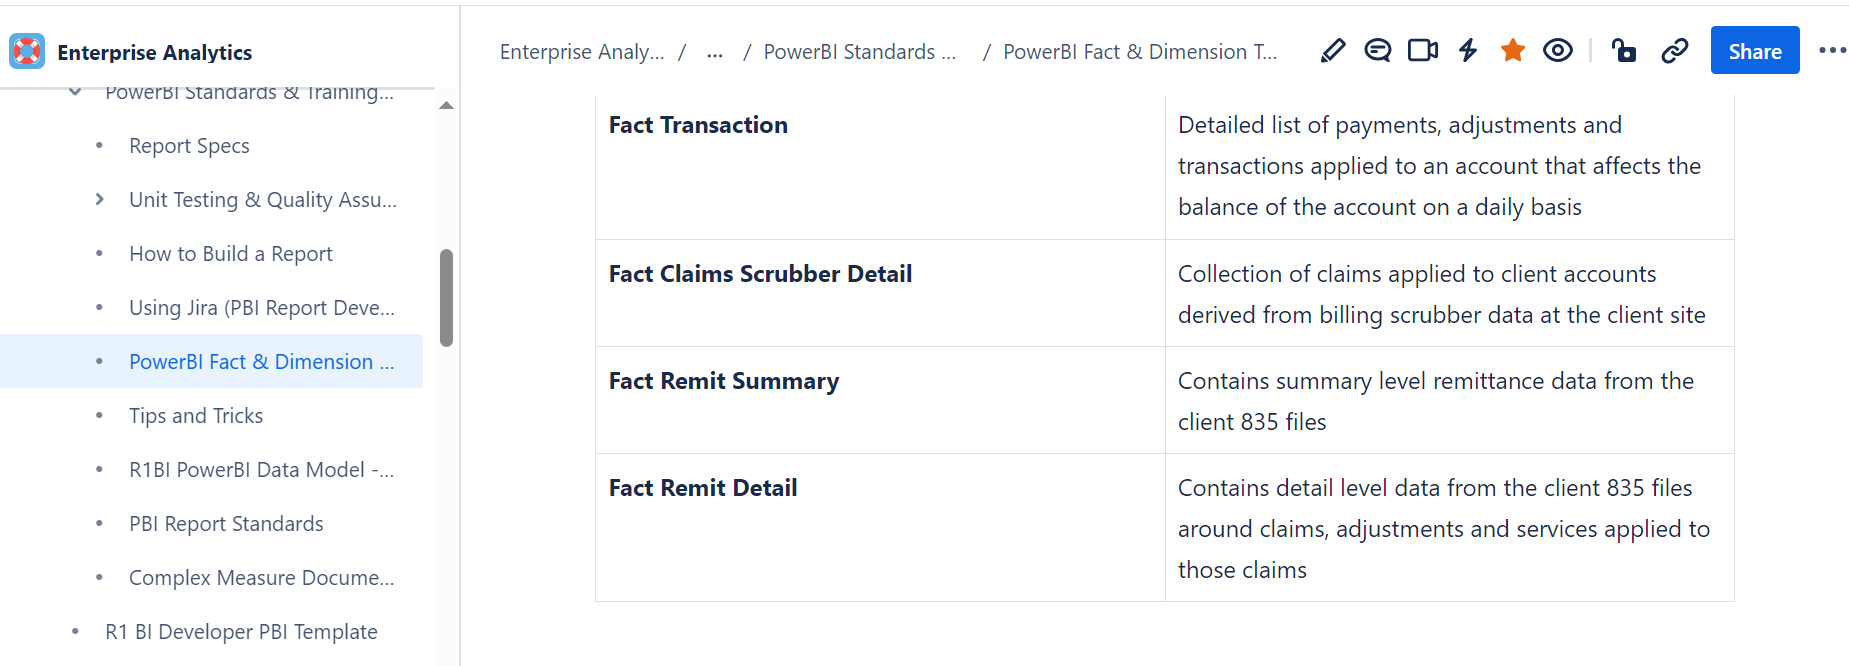 Enterprise Analytics
PowerBI Standards & Training...
Report Specs
Unit Testing & Quality Assu...
How to Build a Report
Using Jira (PBI Report Deve...
PowerBI Fact & Dimension ...
Tips and Tricks
R1BI PowerBI Data Model -...
PBI Report Standards
Complex Measure Docume...
R1 BI Developer PBI Template
Enterprise Analy... / ... / PowerBI Standards ... / PowerBI Fact & Dimension T...
Share
Fact Transaction
Detailed list of payments, adjustments and
transactions applied to an account that affects the
balance of the account on a daily basis
Fact Claims Scrubber Detail
Collection of claims applied to client accounts
derived from billing scrubber data at the client site
Fact Remit Summary
Contains summary level remittance data from the
client 835 files
Fact Remit Detail
Contains detail level data from the client 835 files
around claims, adjustments and services applied to
those claims